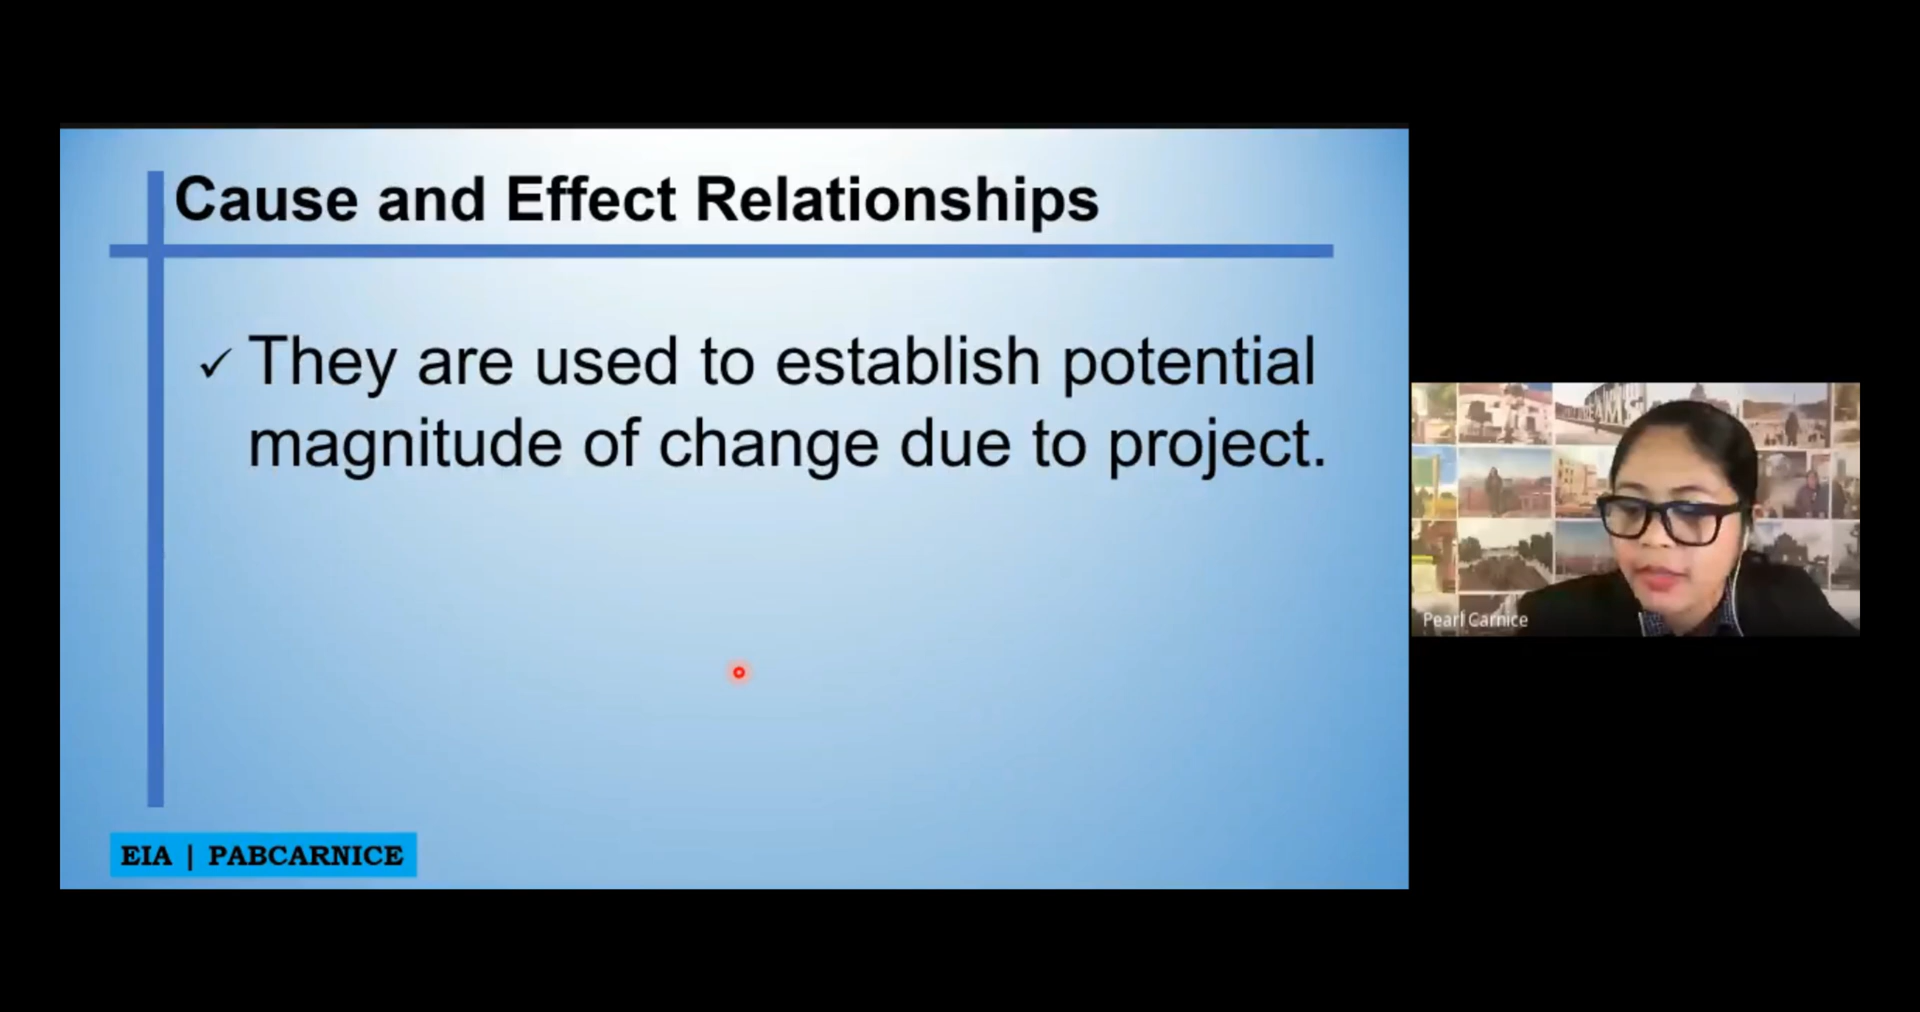 Cause and Effect Relationships
✓ They are used to establish potential
magnitude of change due to project.
EIA | PABCARNICE
Pearl Carnice